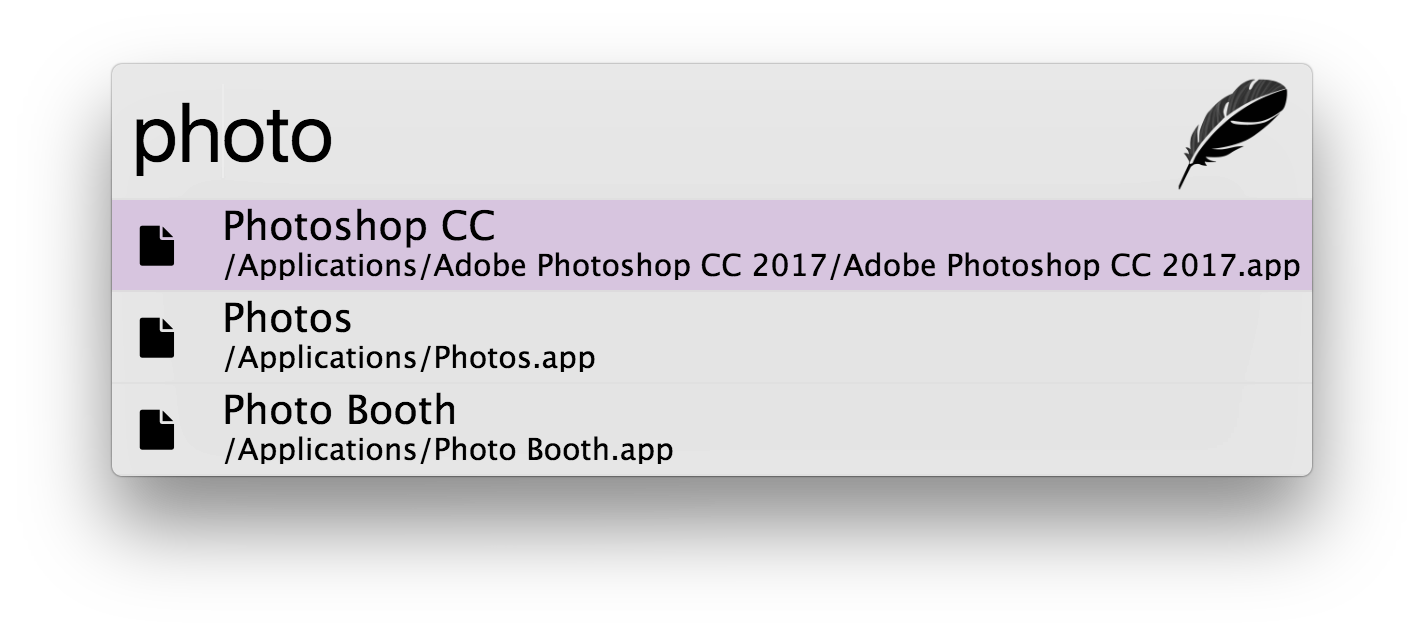 photo
Photoshop CC
/Applications/Adobe Photoshop CC 2017/Adobe Photoshop CC 2017.app
Photos
/Applications/Photos.app
Photo Booth
/Applications/Photo Booth.app